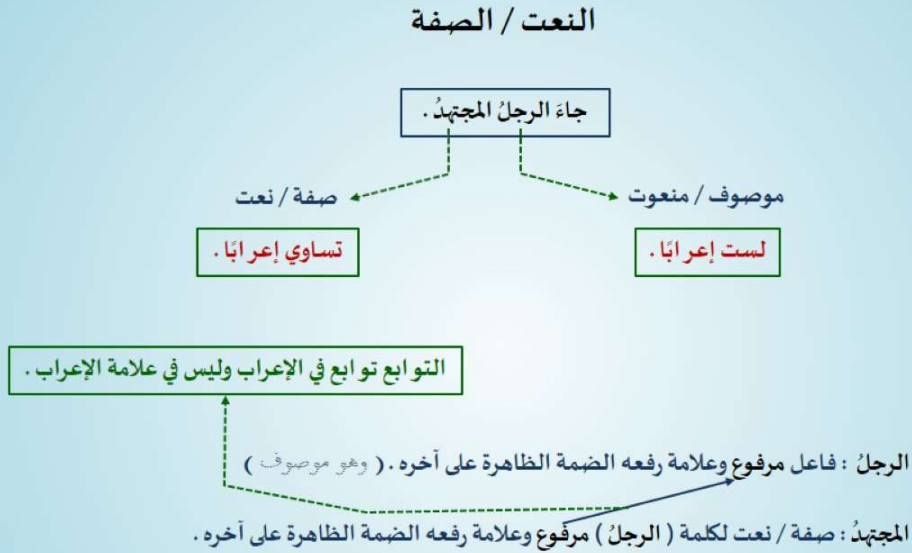 النعت / الصفة
جاءَ الرجلُ المجتهدُ .
موصوف / منعوت
صفة / نعت
لست إعرابًا .
تساوي إعرابًا .
التوابع توابع في الإعراب وليس في علامة الإعراب .
الرجلُ : فاعل مرفوع وعلامة رفعه الضمة الظاهرة على آخره . ( وهو موصوف )
المجتهدُ : صفة / نعت لكلمة ( الرجلُ ) مرفوع وعلامة رفعه الضمة الظاهرة على آخره .